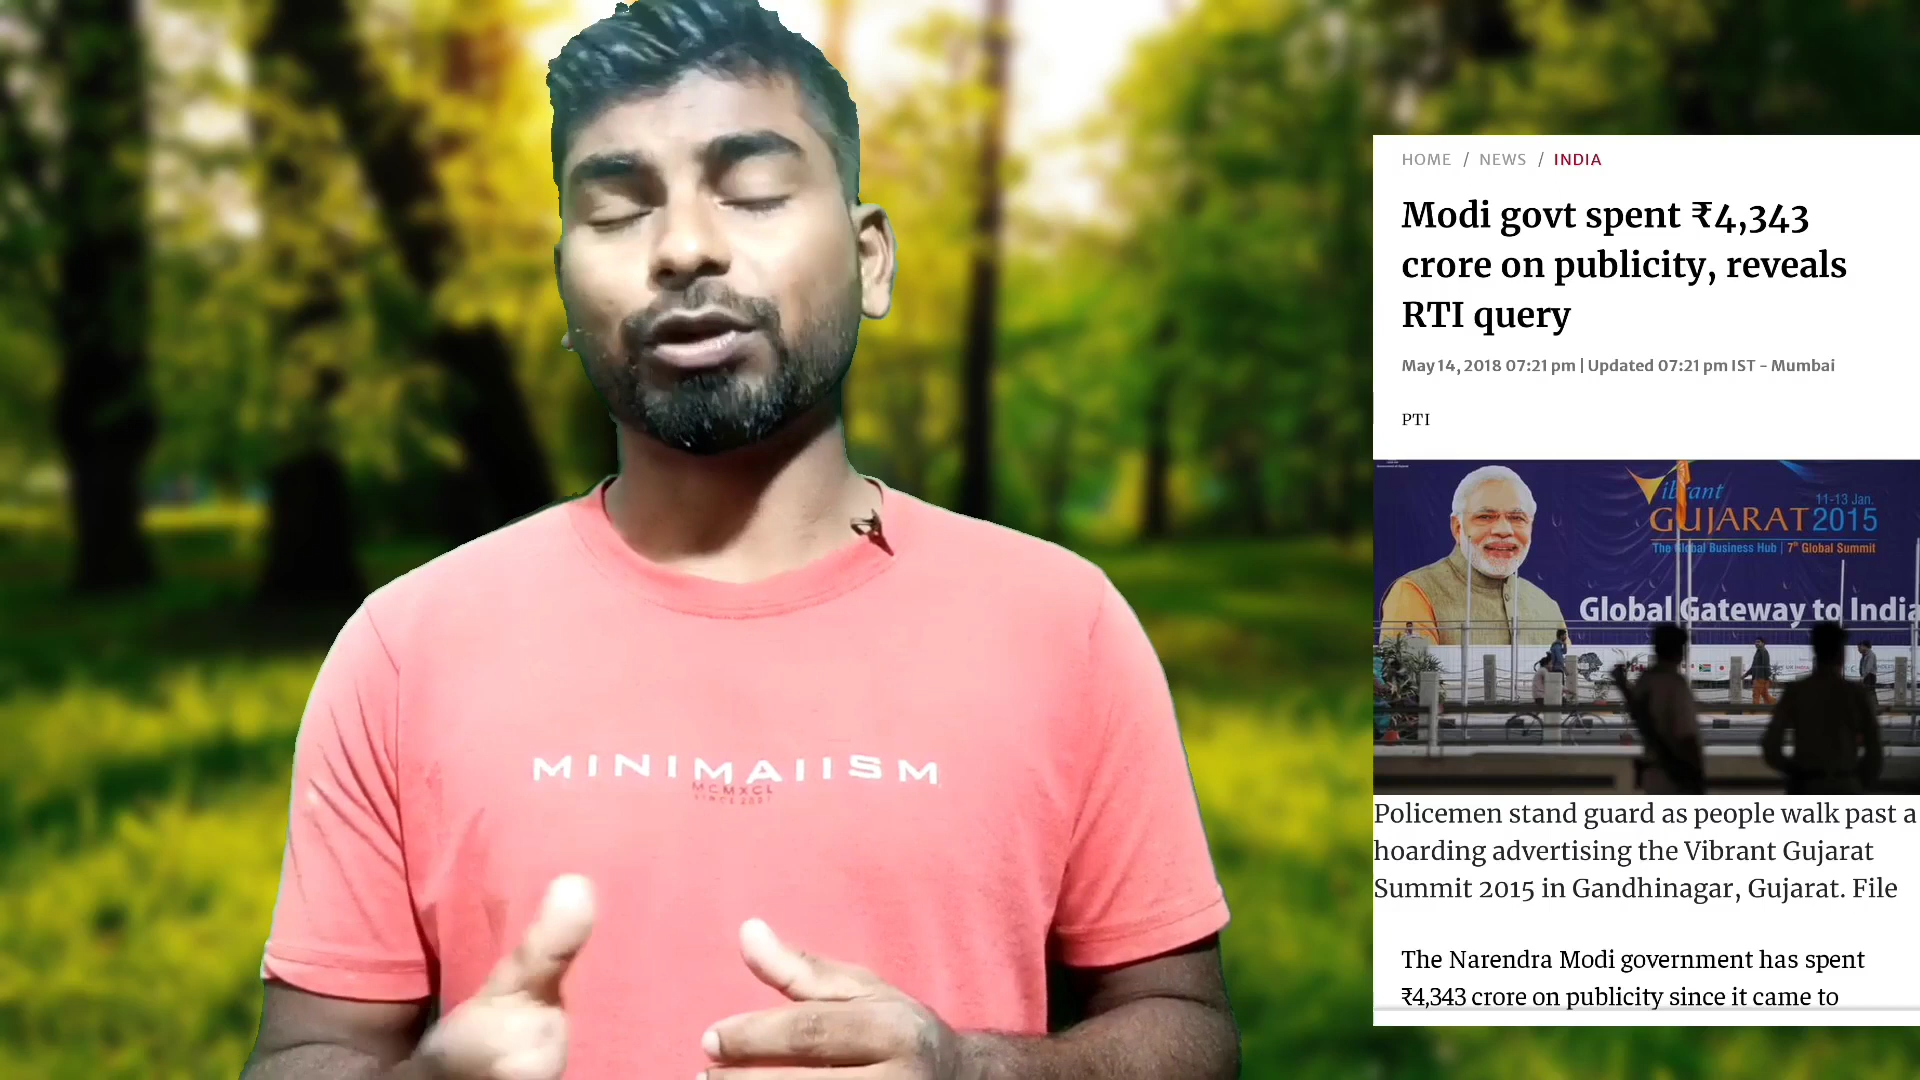 MINIMAIISM
MCMXCL
HOME / NEWS / INDIA
Modi govt spent ₹4,343
crore on publicity, reveals
RTI query
May 14, 2018 07:21 pm | Updated 07:21 pm IST - Mumbai
PTI
Vibrant
11-13 Jan.
GUJARAT 2015
The Global Business Hub | 7th Global Summit
Global Gateway to India
Policemen stand guard as people walk past a
hoarding advertising the Vibrant Gujarat
Summit 2015 in Gandhinagar, Gujarat. File
The Narendra Modi government has spent
₹4,343 crore on publicity since it came to